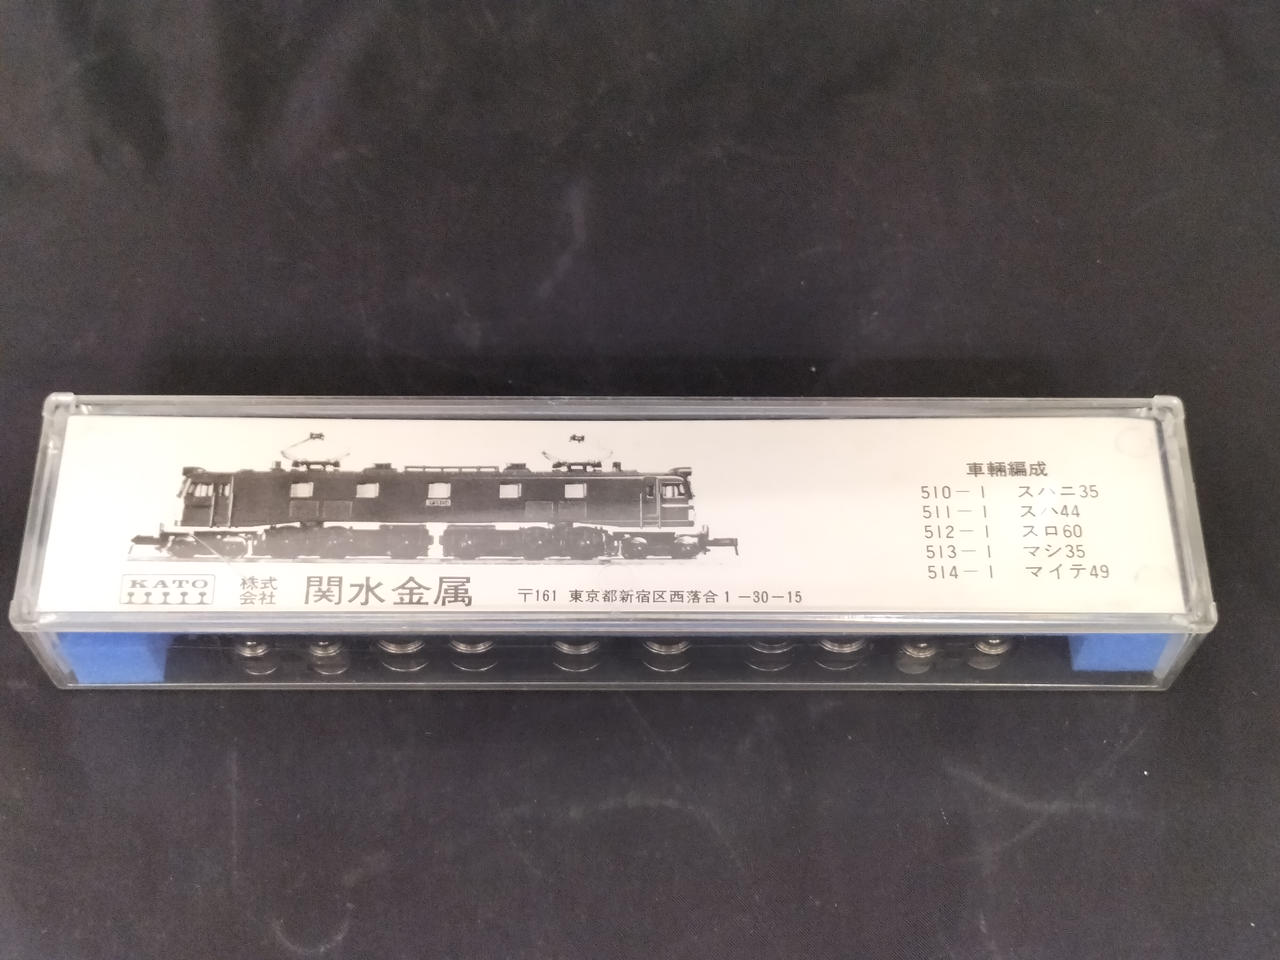 車輛編成
510-1 スハニ35
511-1 スハ44
512-1 スロ60
513-1 マシ35
514-1 マイテ49
KATO
株式会社 関水金属 〒161 東京都新宿区西落合1-30-15